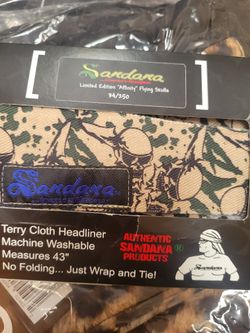 Sandana
Limited Edition "Affinity" Flying Skulls
34/250
Sandana
Terry Cloth Headliner
Machine Washable
Measures 43"
No Folding... Just Wrap and Tie!
AUTHENTIC
SANDANA®
PRODUCTS
Sandana